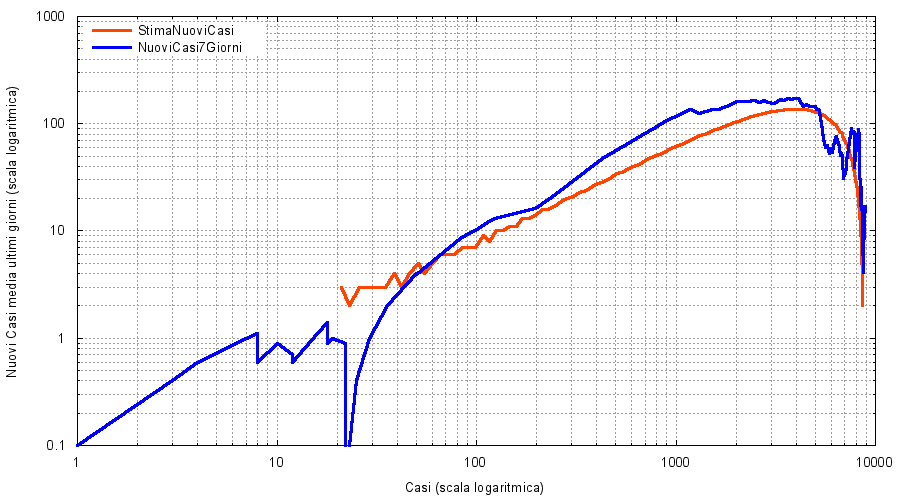 1000
StimaNuoviCasi
NuoviCasi7Giorni
100
10
1
0.1
1 10 100 1000 10000
Nuovi Casi media ultimi giorni (scala logaritmica)
Casi (scala logaritmica)